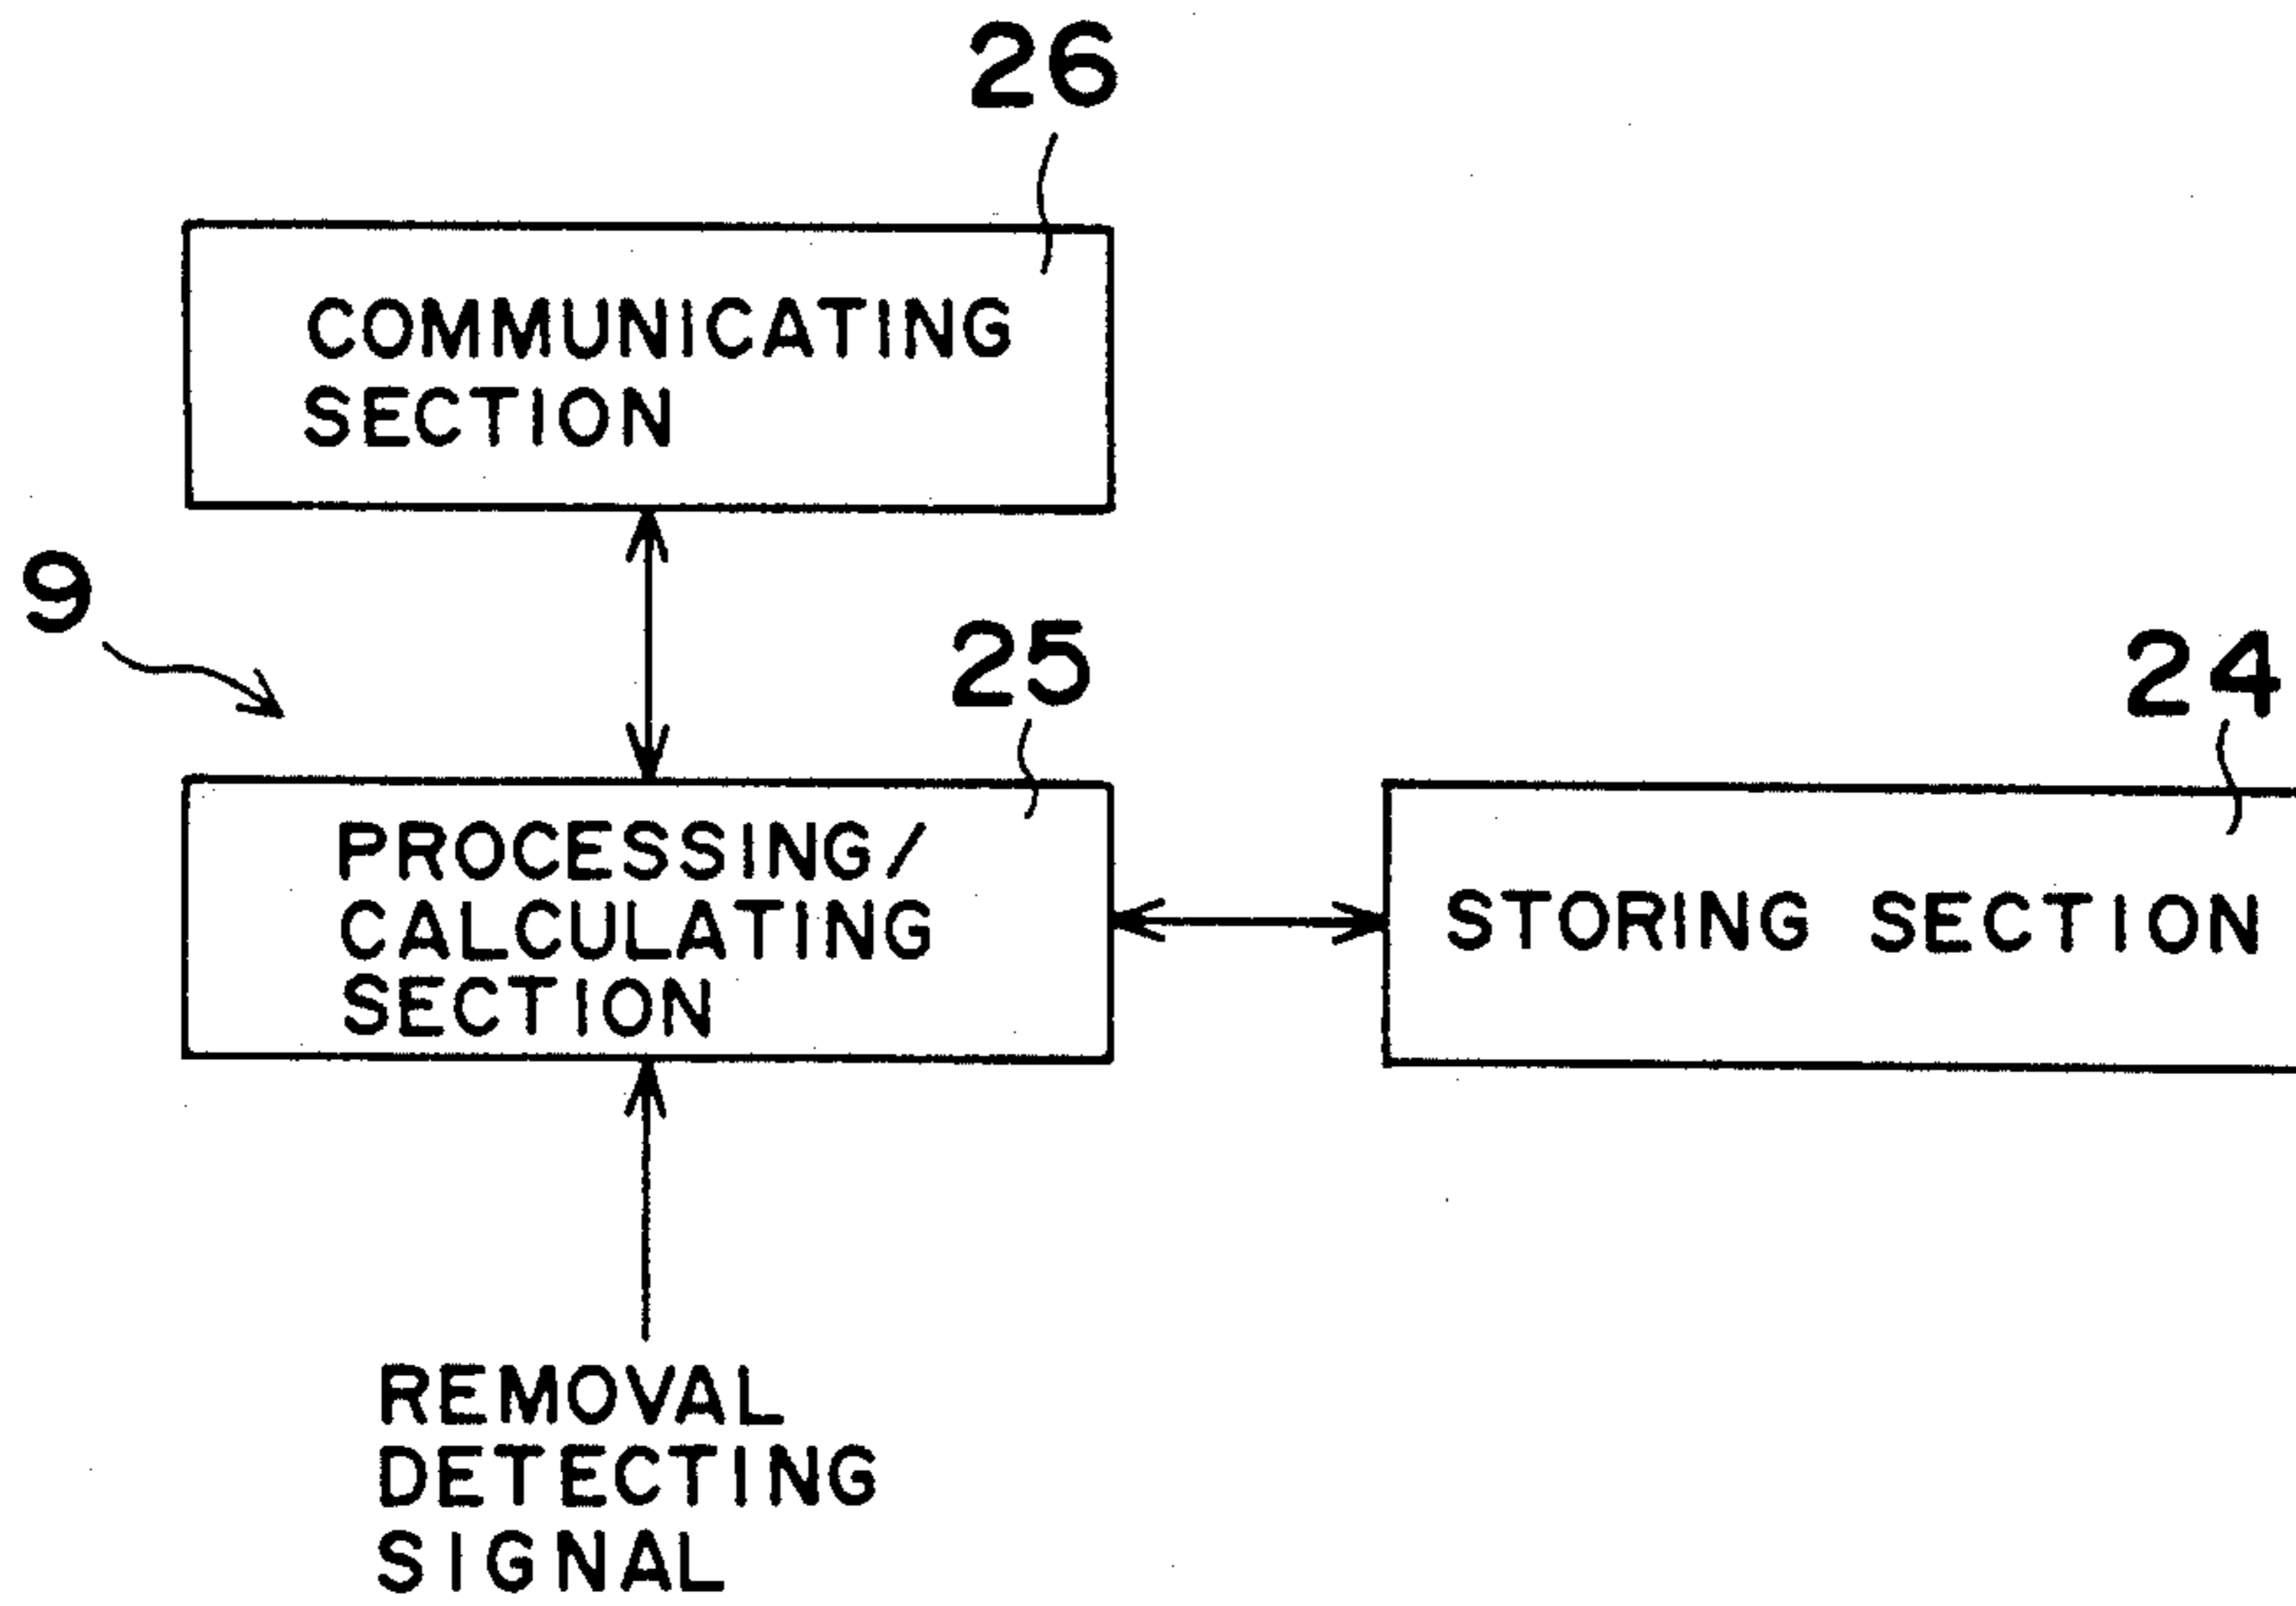 26
COMMUNICATING
SECTION
9
25
24
PROCESSING/
CALCULATING
SECTION
STORING SECTION
REMOVAL
DETECTING
SIGNAL